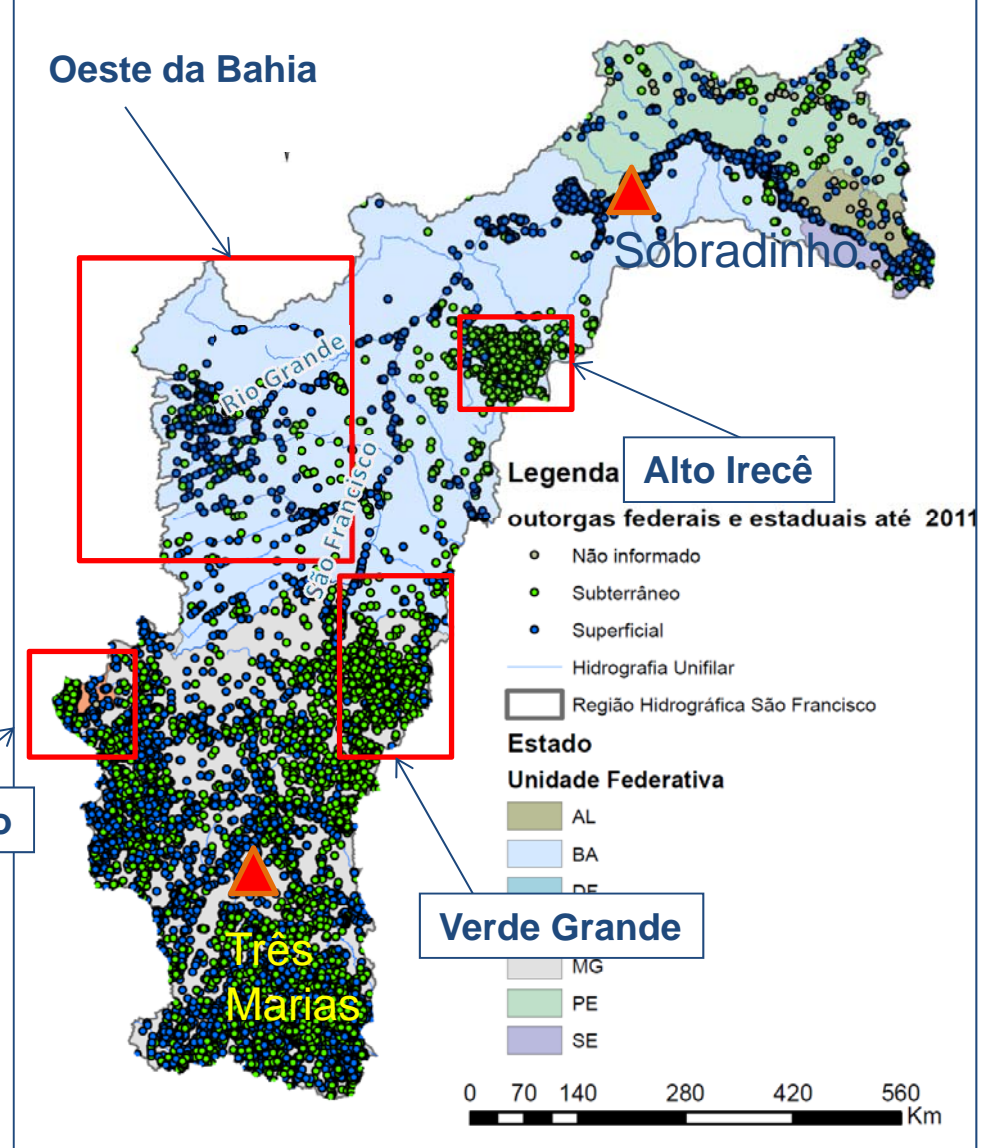 Oeste da Bahia
Sobradinho
Rio Grande
Alto Irecê
Legenda
outorgas federais e estaduais até 2011
Não informado
Subterrâneo
Superficial
Hidrografia Unifilar
Região Hidrográfica São Francisco
Estado
Unidade Federativa
AL
BA
são Francisco
Verde Grande
MG
PE
SE
Três
Marias
0 70 140 280 420 560
Km